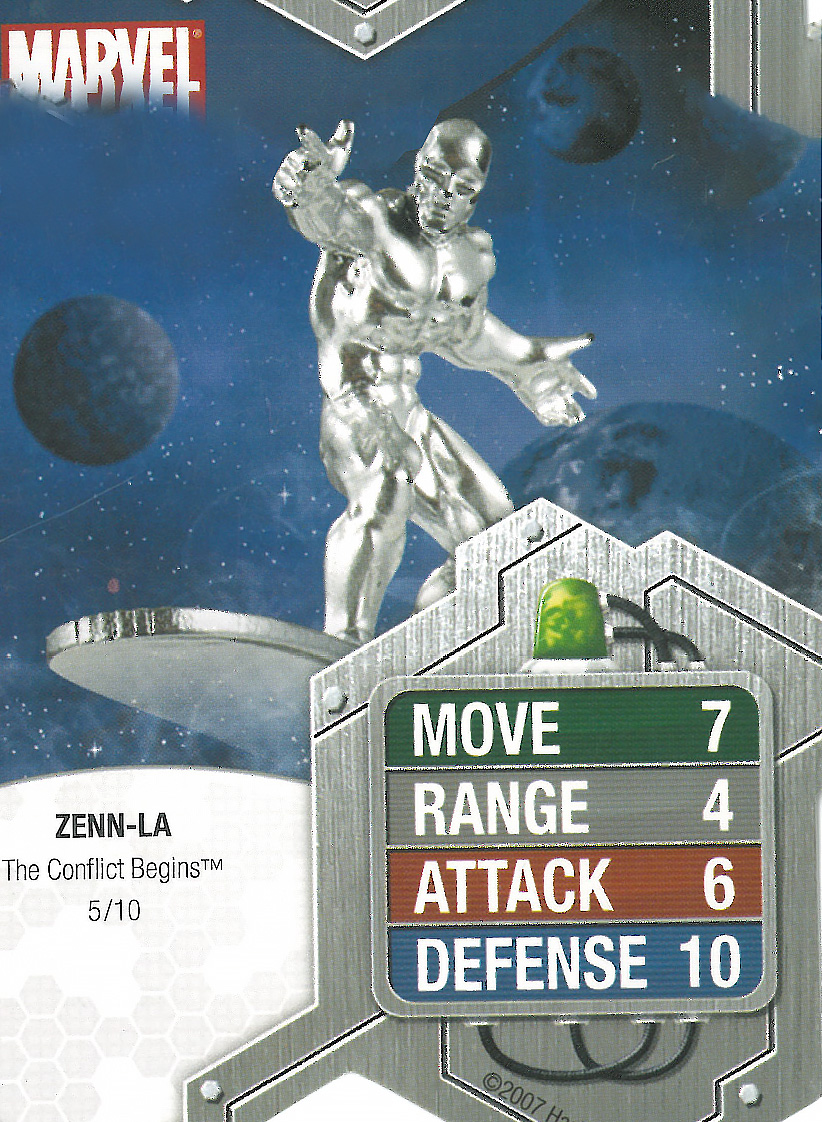 MARVEL®
MOVE 7
RANGE 4
ATTACK 6
DEFENSE 10
ZENN-LA
The Conflict Begins™
5/10
©2007